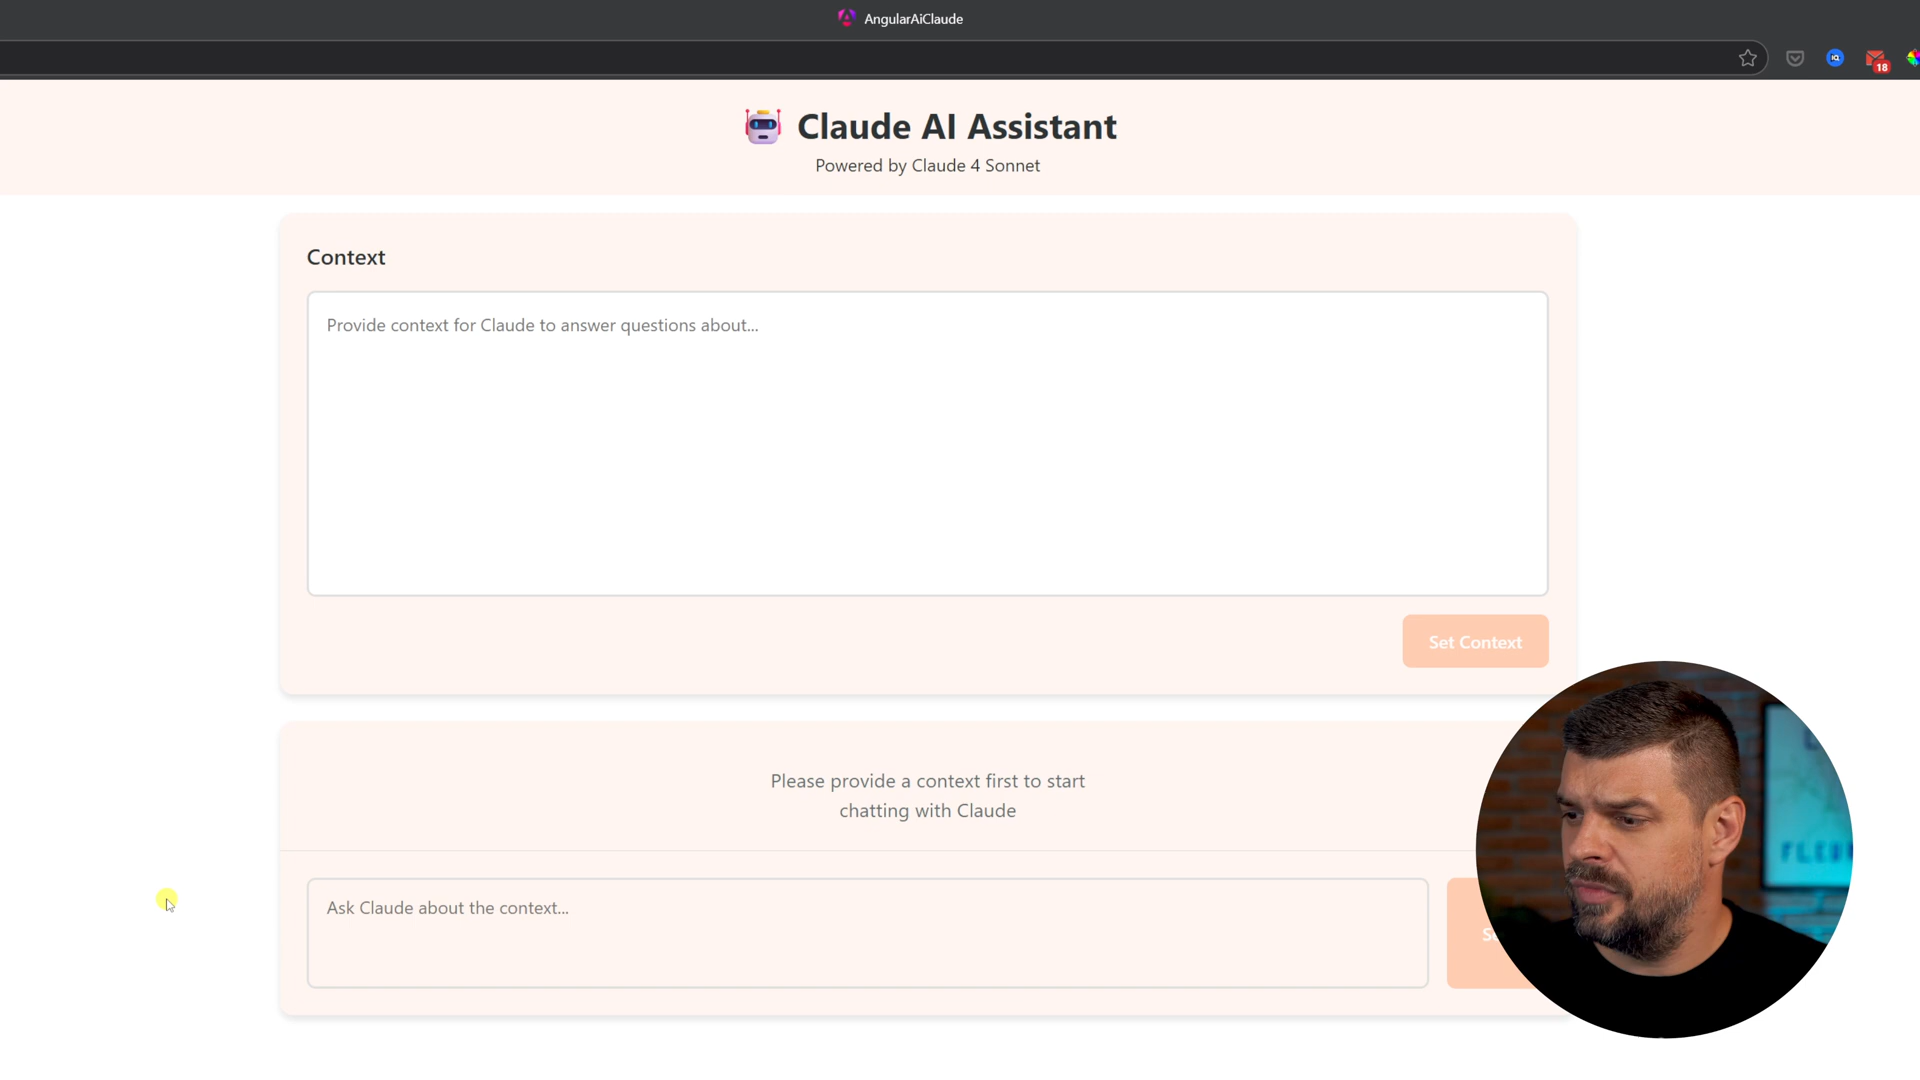 AngularAiClaude
18
Claude AI Assistant
Powered by Claude 4 Sonnet
Context
Provide context for Claude to answer questions about...
Set Context
Please provide a context first to start
chatting with Claude
Ask Claude about the context...